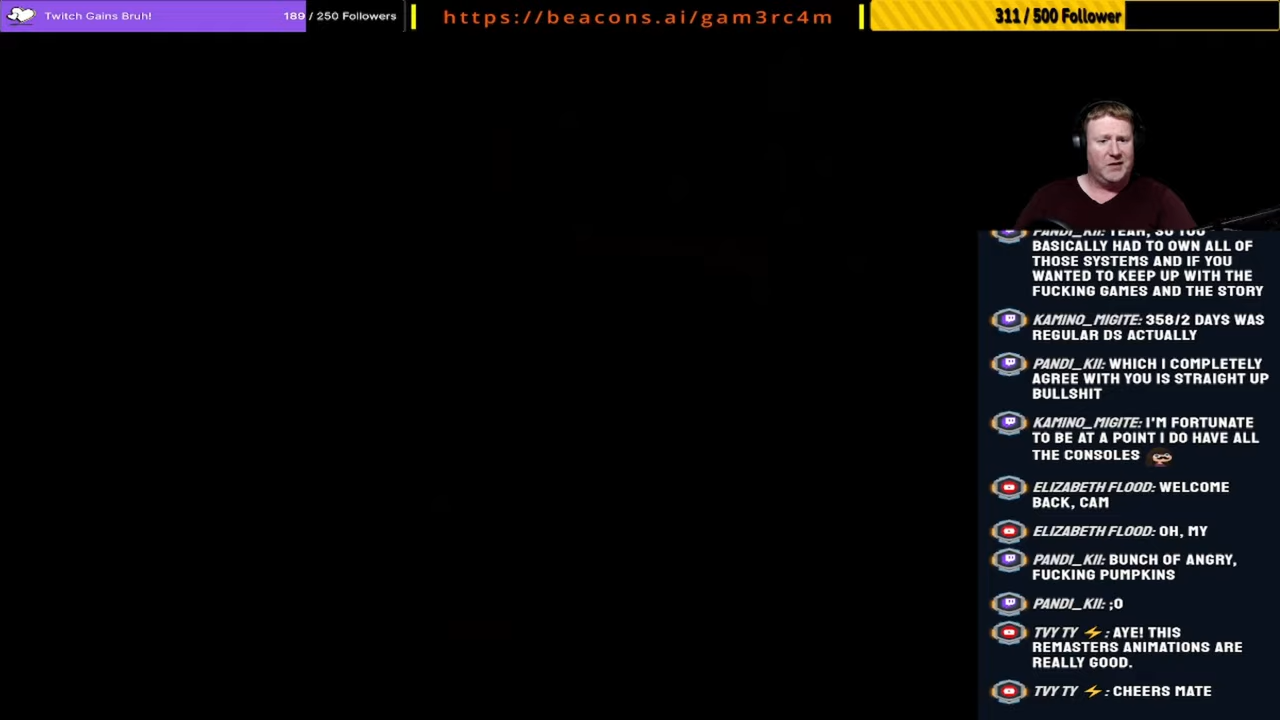 Twitch Gains Bruh!
189 / 250 Followers
https://beacons.ai/gam3rc4m
311 / 500 Follower
PANDI_KII: YEAH, SO YOU
BASICALLY HAD TO OWN ALL OF
THOSE SYSTEMS AND IF YOU
WANTED TO KEEP UP WITH THE
FUCKING GAMES AND THE STORY
KAMINO_MIGITE: 358/2 DAYS WAS
REGULAR DS ACTUALLY
PANDI_KII: WHICH I COMPLETELY
AGREE WITH YOU IS STRAIGHT UP
BULLSHIT
KAMINO_MIGITE: I'M FORTUNATE
TO BE AT A POINT I DO HAVE ALL
THE CONSOLES
ELIZABETH FLOOD: WELCOME
BACK, CAM
ELIZABETH FLOOD: OH, MY
PANDI_KII: BUNCH OF ANGRY,
FUCKING PUMPKINS
PANDI_KII: ;O
TVY TY ⚡: AYE! THIS
REMASTERS ANIMATIONS ARE
REALLY GOOD.
TVY TY ⚡: CHEERS MATE